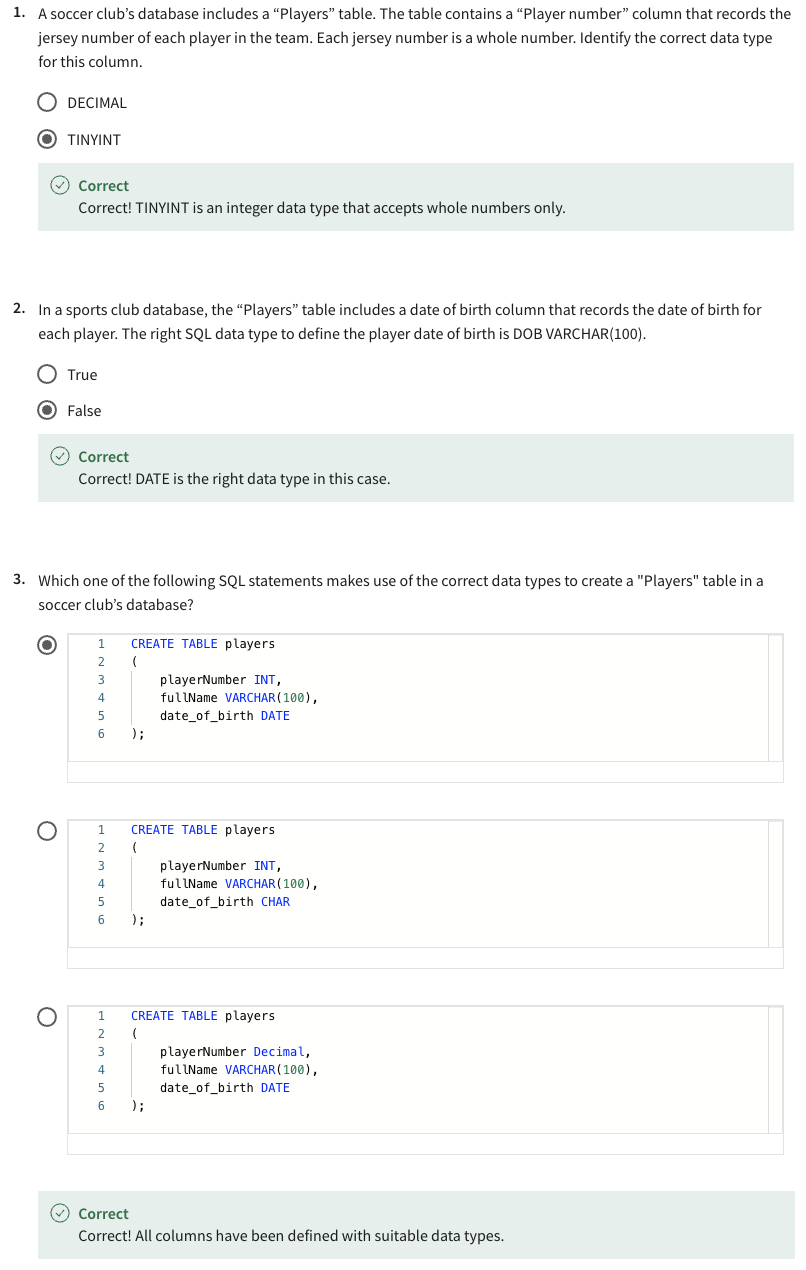 1. A soccer club’s database includes a “Players” table. The table contains a “Player number” column that records the
jersey number of each player in the team. Each jersey number is a whole number. Identify the correct data type
for this column.
DECIMAL
TINYINT
Correct
Correct! TINYINT is an integer data type that accepts whole numbers only.
2. In a sports club database, the “Players” table includes a date of birth column that records the date of birth for
each player. The right SQL data type to define the player date of birth is DOB VARCHAR(100).
True
False
Correct
Correct! DATE is the right data type in this case.
3. Which one of the following SQL statements makes use of the correct data types to create a "Players" table in a
soccer club’s database?
1 CREATE TABLE players
2 (
3 playerNumber INT,
4 fullName VARCHAR(100),
5 date_of_birth DATE
6 );
1 CREATE TABLE players
2 (
3 playerNumber INT,
4 fullName VARCHAR(100),
5 date_of_birth CHAR
6 );
1 CREATE TABLE players
2 (
3 playerNumber Decimal,
4 fullName VARCHAR(100),
5 date_of_birth DATE
6 );
Correct
Correct! All columns have been defined with suitable data types.